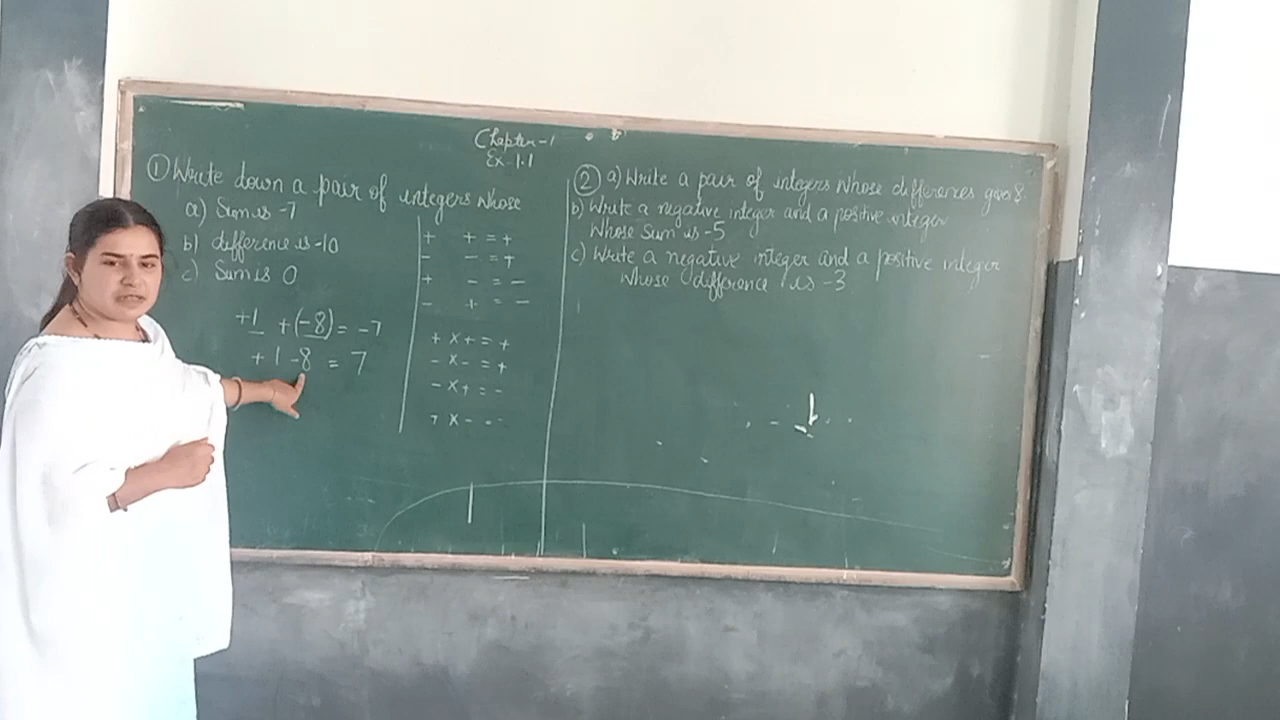 Chapter-1
Ex-1.1
① Write down a pair of integers whose
a) Sum is -7
b) difference is -10
c) Sum is 0
+1 +(-8) = -7
+1 -8 = 7
+ + = +
- - = +
+ - = -
- + = -
+ x + = +
- x - = +
- x + = -
+ x - = -
② a) Write a pair of integers whose differences gives 8.
b) Write a negative integer and a positive integer
whose sum is -5
c) Write a negative integer and a positive integer
whose difference is -3